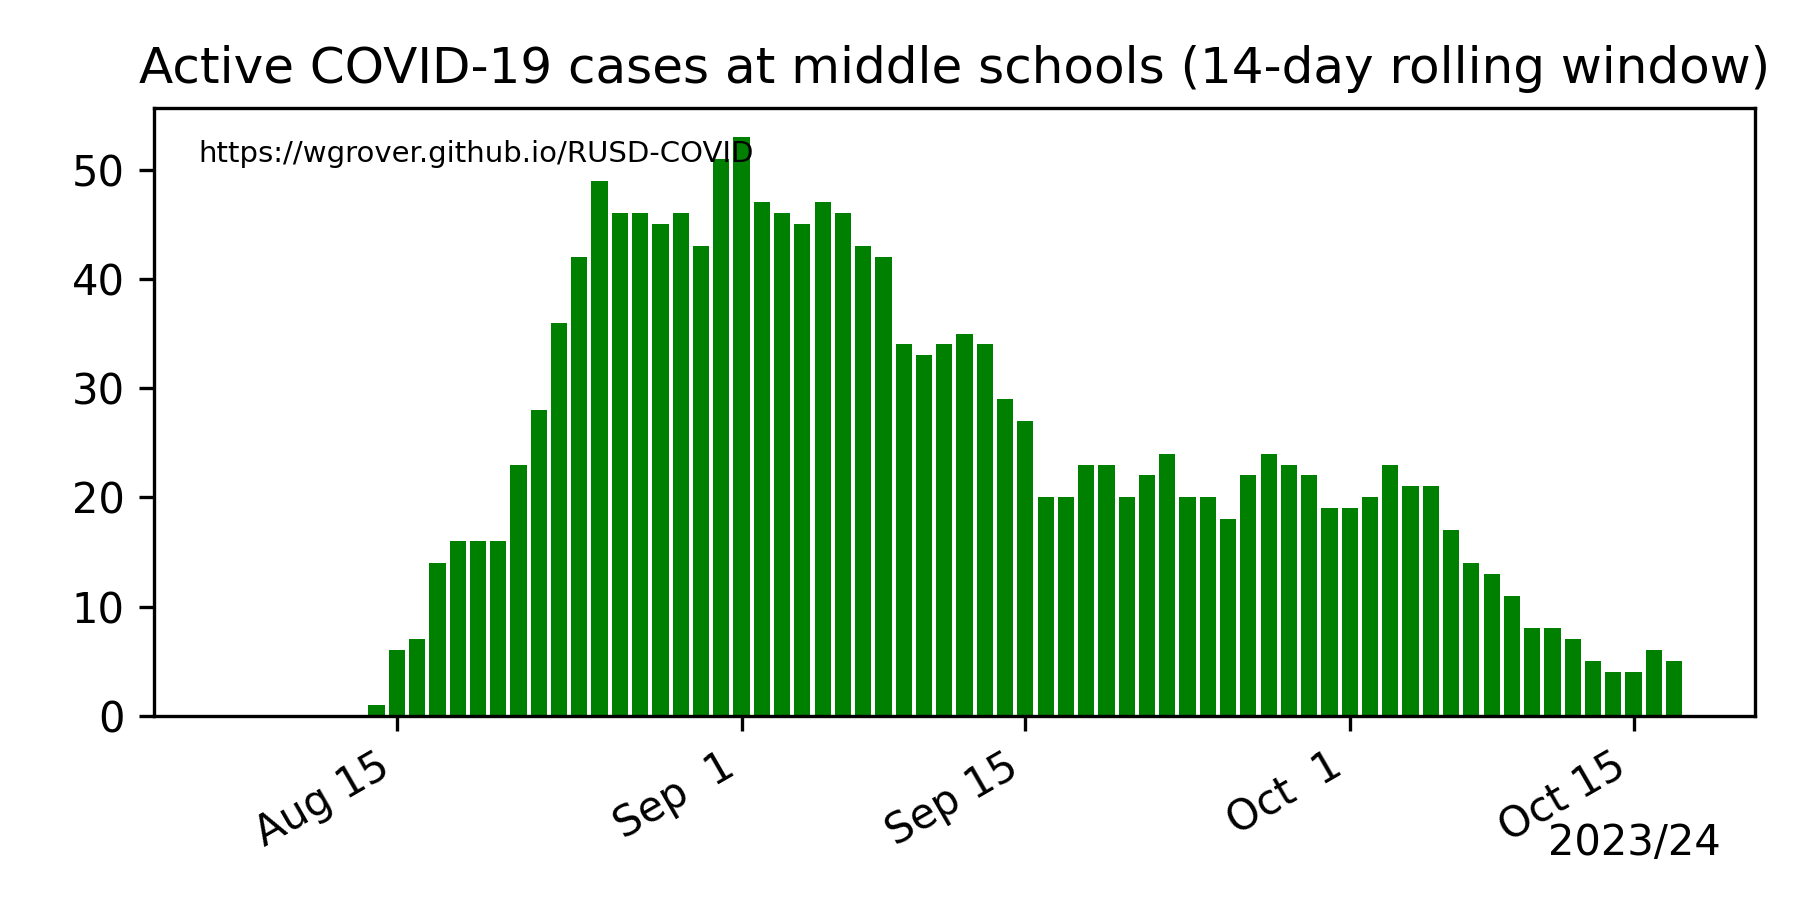 Active COVID-19 cases at middle schools (14-day rolling window)
https://wgrover.github.io/RUSD-COVID
50
40
30
20
10
0
Aug 15
Sep 1
Sep 15
Oct 1
Oct 15
2023/24